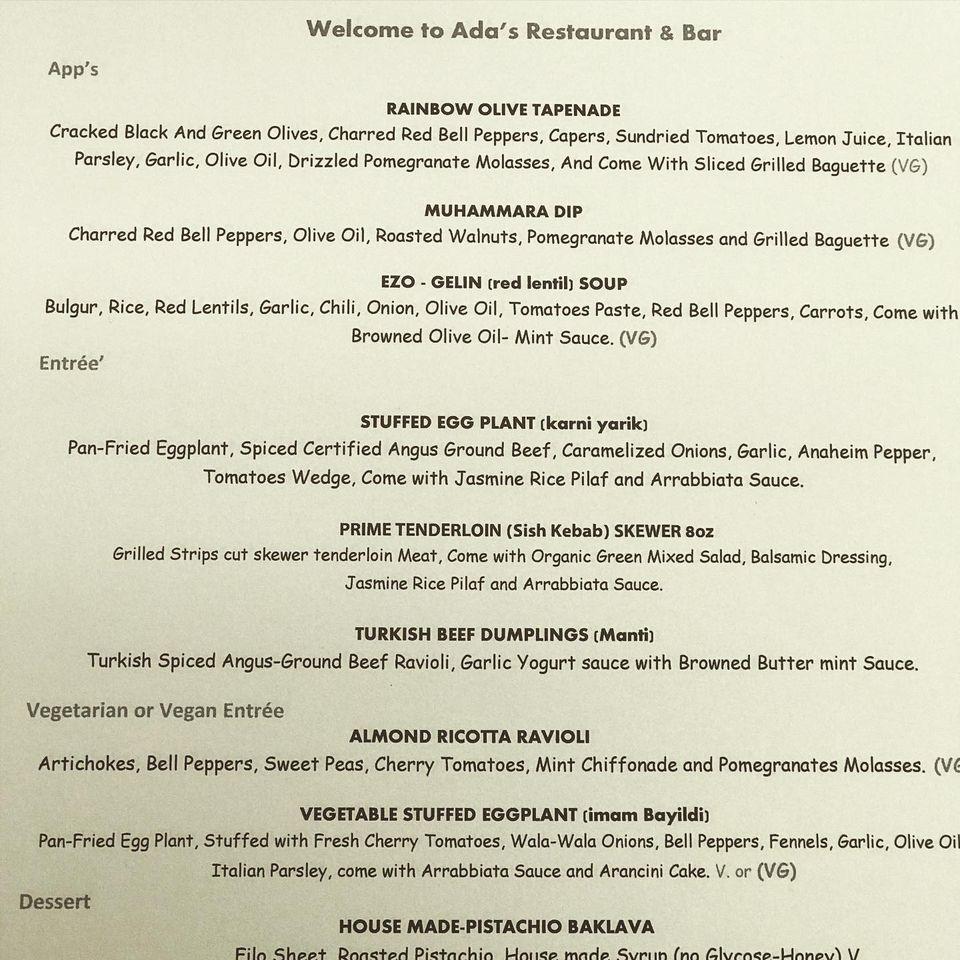 Welcome to Ada's Restaurant & Bar
App's
RAINBOW OLIVE TAPENADE
Cracked Black And Green Olives, Charred Red Bell Peppers, Capers, Sundried Tomatoes, Lemon Juice, Italian
Parsley, Garlic, Olive Oil, Drizzled Pomegranate Molasses, And Come With Sliced Grilled Baguette (VG)
MUHAMMARA DIP
Charred Red Bell Peppers, Olive Oil, Roasted Walnuts, Pomegranate Molasses and Grilled Baguette (VG)
EZO - GELIN (red lentil) SOUP
Bulgur, Rice, Red Lentils, Garlic, Chili, Onion, Olive Oil, Tomatoes Paste, Red Bell Peppers, Carrots, Come with
Browned Olive Oil- Mint Sauce. (VG)
Entrée'
STUFFED EGG PLANT (karni yarik)
Pan-Fried Eggplant, Spiced Certified Angus Ground Beef, Caramelized Onions, Garlic, Anaheim Pepper,
Tomatoes Wedge, Come with Jasmine Rice Pilaf and Arrabbiata Sauce.
PRIME TENDERLOIN (Sish Kebab) SKEWER 8oz
Grilled Strips cut skewer tenderloin Meat, Come with Organic Green Mixed Salad, Balsamic Dressing,
Jasmine Rice Pilaf and Arrabbiata Sauce.
TURKISH BEEF DUMPLINGS (Manti)
Turkish Spiced Angus-Ground Beef Ravioli, Garlic Yogurt sauce with Browned Butter mint Sauce.
Vegetarian or Vegan Entrée
ALMOND RICOTTA RAVIOLI
Artichokes, Bell Peppers, Sweet Peas, Cherry Tomatoes, Mint Chiffonade and Pomegranates Molasses. (VG
VEGETABLE STUFFED EGGPLANT (imam Bayildi)
Pan-Fried Egg Plant, Stuffed with Fresh Cherry Tomatoes, Wala-Wala Onions, Bell Peppers, Fennels, Garlic, Olive Oil
Italian Parsley, come with Arrabbiata Sauce and Arancini Cake. V. or (VG)
Dessert
HOUSE MADE-PISTACHIO BAKLAVA
Filo Sheet, Roasted Pistachio, House made Syrup (no Glycose-Honey) V